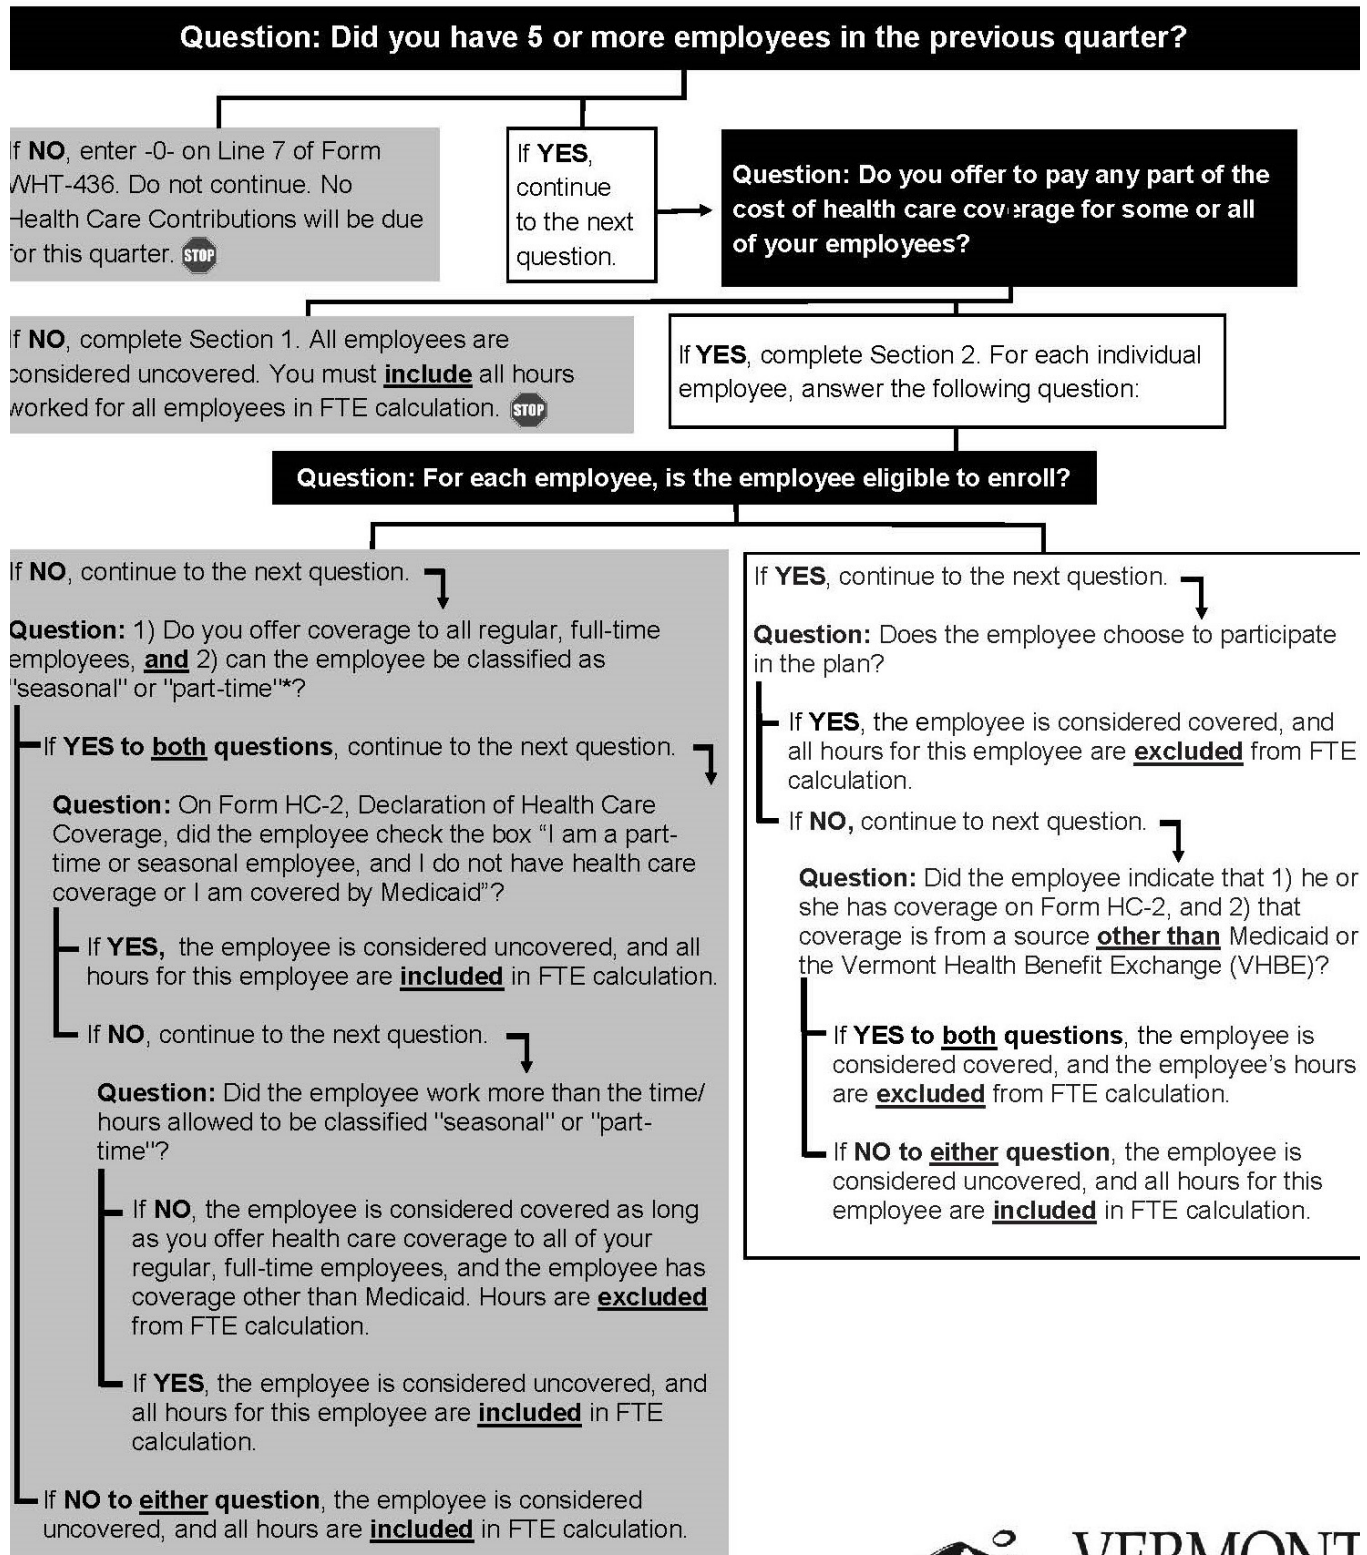 Question: Did you have 5 or more employees in the previous quarter?
If NO, enter -0- on Line 7 of Form
WHT-436. Do not continue. No
Health Care Contributions will be due
for this quarter. STOP
If YES,
continue
to the next
question.
Question: Do you offer to pay any part of the
cost of health care coverage for some or all
of your employees?
If NO, complete Section 1. All employees are
considered uncovered. You must include all hours
worked for all employees in FTE calculation. STOP
If YES, complete Section 2. For each individual
employee, answer the following question:
Question: For each employee, is the employee eligible to enroll?
If NO, continue to the next question.
Question: 1) Do you offer coverage to all regular, full-time
employees, and 2) can the employee be classified as
"seasonal" or "part-time"*?
If YES to both questions, continue to the next question.
Question: On Form HC-2, Declaration of Health Care
Coverage, did the employee check the box “I am a part-
time or seasonal employee, and I do not have health care
coverage or I am covered by Medicaid”?
If YES, the employee is considered uncovered, and all
hours for this employee are included in FTE calculation.
If NO, continue to the next question.
Question: Did the employee work more than the time/
hours allowed to be classified "seasonal" or "part-
time"?
If NO, the employee is considered covered as long
as you offer health care coverage to all of your
regular, full-time employees, and the employee has
coverage other than Medicaid. Hours are excluded
from FTE calculation.
If YES, the employee is considered uncovered, and
all hours for this employee are included in FTE
calculation.
If NO to either question, the employee is considered
uncovered, and all hours are included in FTE calculation.
If YES, continue to the next question.
Question: Does the employee choose to participate
in the plan?
If YES, the employee is considered covered, and
all hours for this employee are excluded from FTE
calculation.
If NO, continue to next question.
Question: Did the employee indicate that 1) he or
she has coverage on Form HC-2, and 2) that
coverage is from a source other than Medicaid or
the Vermont Health Benefit Exchange (VHBE)?
If YES to both questions, the employee is
considered covered, and the employee’s hours
are excluded from FTE calculation.
If NO to either question, the employee is
considered uncovered, and all hours for this
employee are included in FTE calculation.
VERMONT